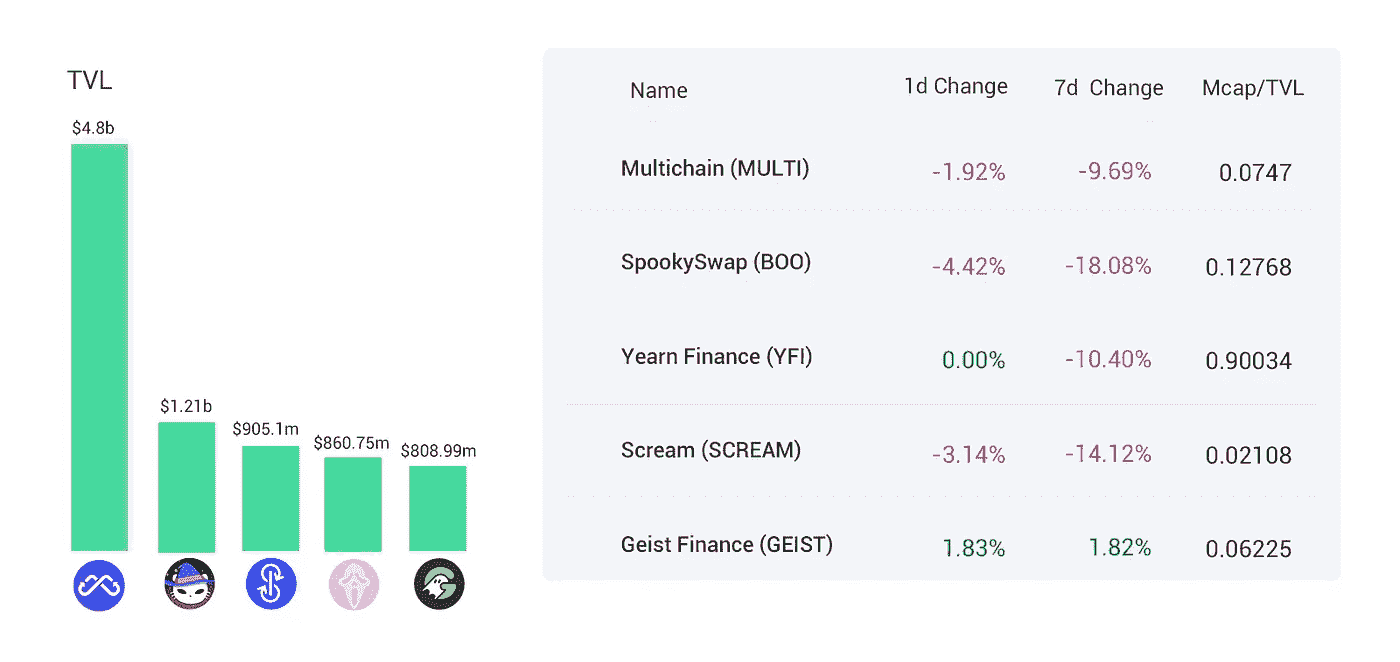 TVL
$4.8b
$1.21b
$905.1m
$860.75m
$808.99m
Name 1d Change 7d Change Mcap/TVL
Multichain (MULTI) -1.92% -9.69% 0.0747
SpookySwap (BOO) -4.42% -18.08% 0.12768
Yearn Finance (YFI) 0.00% -10.40% 0.90034
Scream (SCREAM) -3.14% -14.12% 0.02108
Geist Finance (GEIST) 1.83% 1.82% 0.06225